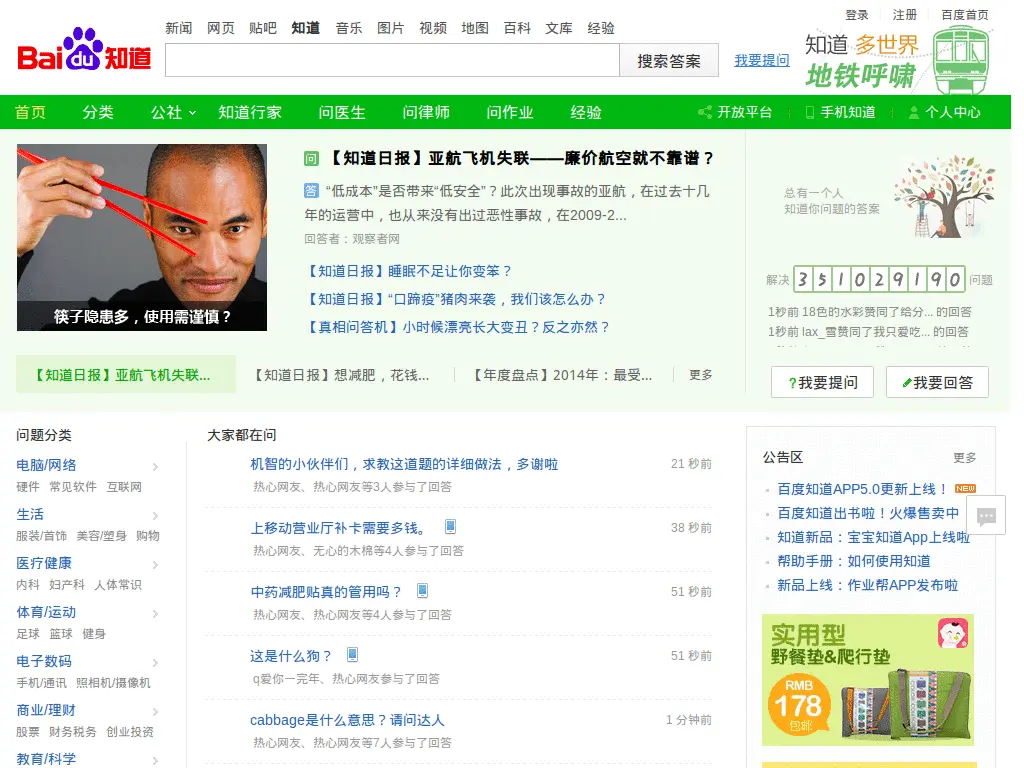 登录 注册 百度首页
新闻 网页 贴吧 知道 音乐 图片 视频 地图 百科 文库 经验
Bai du 知道
搜索答案 我要提问
知道 多世界
地铁呼啸
首页 分类 公社 知道行家 问医生 问律师 问作业 经验 开放平台 手机知道 个人中心
问 【知道日报】亚航飞机失联——廉价航空就不靠谱？
答 “低成本”是否带来“低安全”？此次出现事故的亚航，在过去十几
年的运营中，也从来没有出过恶性事故，在2009-2...
回答者：观察者网
【知道日报】睡眠不足让你变笨？
【知道日报】“口蹄疫”猪肉来袭，我们该怎么办？
【真相问答机】小时候漂亮长大变丑？反之亦然？
筷子隐患多，使用需谨慎？
【知道日报】亚航飞机失联... 【知道日报】想减肥，花钱... 【年度盘点】2014年：最受... 更多
总有一个人
知道你问题的答案
解决 351029190 问题
1秒前 18色的水彩赞同了给分... 的回答
1秒前 lax_雪赞同了我只爱吃... 的回答
?我要提问 我要回答
问题分类
电脑/网络
硬件 常见软件 互联网
生活
服装/首饰 美容/塑身 购物
医疗健康
内科 妇产科 人体常识
体育/运动
足球 篮球 健身
电子数码
手机/通讯 照相机/摄像机
商业/理财
股票 财务税务 创业投资
教育/科学
大家都在问
机智的小伙伴们，求教这道题的详细做法，多谢啦 21 秒前
热心网友、热心网友等3人参与了回答
上移动营业厅补卡需要多钱。 38 秒前
热心网友、无心的木棉等4人参与了回答
中药减肥贴真的管用吗？ 51 秒前
热心网友、热心网友等4人参与了回答
这是什么狗？ 51 秒前
q爱你一完年、热心网友参与了回答
cabbage是什么意思？请问达人 1 分钟前
热心网友、热心网友等7人参与了回答
公告区 更多
百度知道APP5.0更新上线！ NEW
百度知道出书啦！火爆售卖中
知道新品：宝宝知道App上线啦
帮助手册：如何使用知道
新品上线：作业帮APP发布啦
实用型
野餐垫&爬行垫
RMB
178
包邮